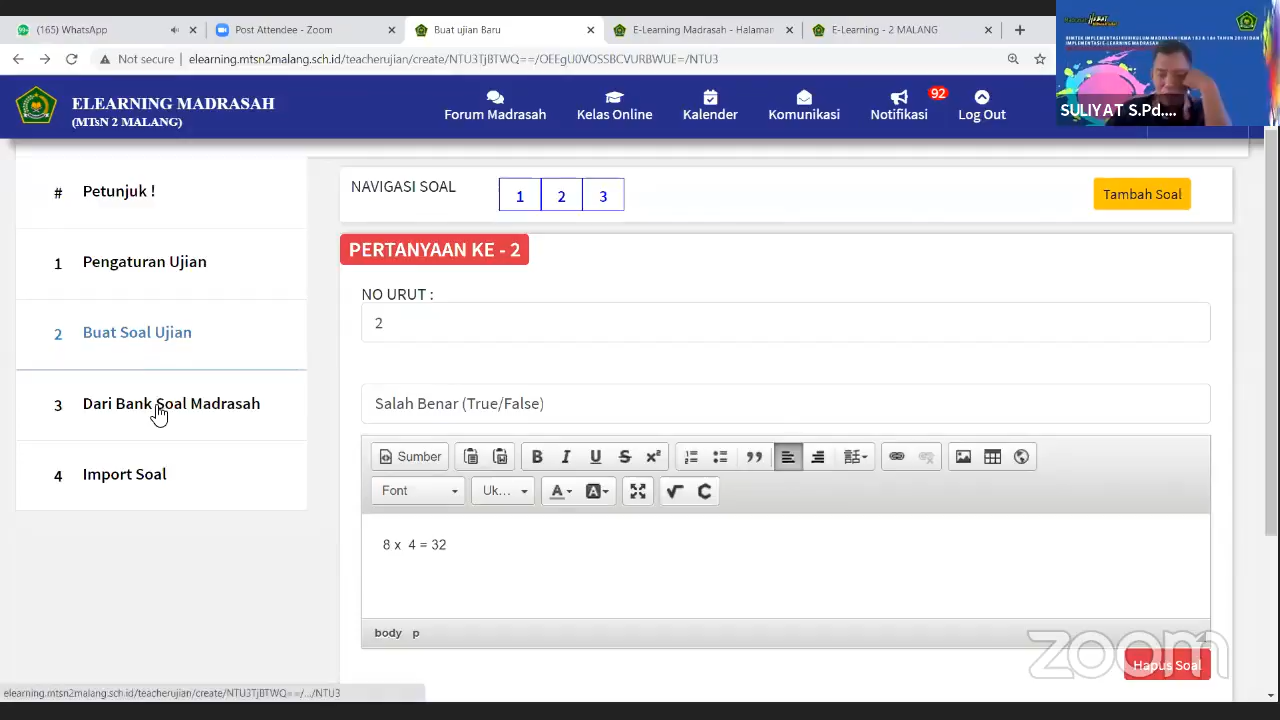 (165) WhatsApp
Post Attendee - Zoom
Buat ujian Baru
E-Learning Madrasah - Halaman
E-Learning - 2 MALANG
Not secure
elearning.mtsn2malang.sch.id/teacherujian/create/NTU3TjBTWQ==/OEEgU0VOSSBCVURBWUE=/NTU3
ELEARNING MADRASAH
(MTsN 2 MALANG)
Forum Madrasah
Kelas Online
Kalender
Komunikasi
Notifikasi
92
Log Out
SULIYAT S.Pd....
# Petunjuk !
1 Pengaturan Ujian
2 Buat Soal Ujian
3 Dari Bank Soal Madrasah
4 Import Soal
NAVIGASI SOAL
1 2 3
Tambah Soal
PERTANYAAN KE - 2
NO URUT :
2
Salah Benar (True/False)
Sumber
Font
Uk...
8 x 4 = 32
body p
zoom
Hapus Soal
elearning.mtsn2malang.sch.id/teacherujian/create/NTU3TjBTWQ==/.../NTU3